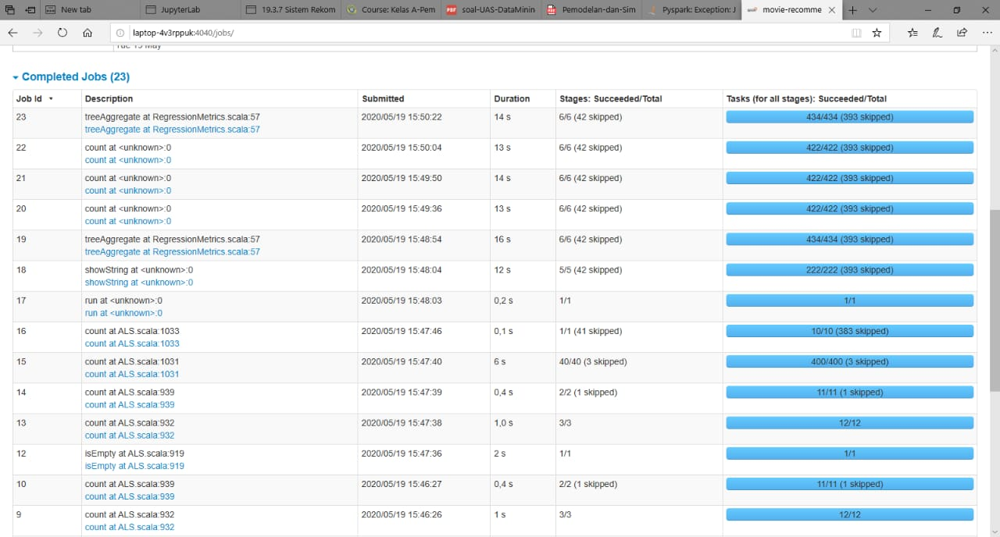 New tab
JupyterLab
19.3.7 Sistem Rekom
Course: Kelas A-Pem
soal-UAS-DataMinin
Pemodelan-dan-Sim
Pyspark: Exception: J
movie-recomme
laptop-4v3rppuk:4040/jobs/
Tue 19 May
Completed Jobs (23)
Job Id Description Submitted Duration Stages: Succeeded/Total Tasks (for all stages): Succeeded/Total
23 treeAggregate at RegressionMetrics.scala:57 2020/05/19 15:50:22 14 s 6/6 (42 skipped) 434/434 (393 skipped)
treeAggregate at RegressionMetrics.scala:57
22 count at <unknown>:0 2020/05/19 15:50:04 13 s 6/6 (42 skipped) 422/422 (393 skipped)
count at <unknown>:0
21 count at <unknown>:0 2020/05/19 15:49:50 14 s 6/6 (42 skipped) 422/422 (393 skipped)
count at <unknown>:0
20 count at <unknown>:0 2020/05/19 15:49:36 13 s 6/6 (42 skipped) 422/422 (393 skipped)
count at <unknown>:0
19 treeAggregate at RegressionMetrics.scala:57 2020/05/19 15:48:54 16 s 6/6 (42 skipped) 434/434 (393 skipped)
treeAggregate at RegressionMetrics.scala:57
18 showString at <unknown>:0 2020/05/19 15:48:04 12 s 5/5 (42 skipped) 222/222 (393 skipped)
showString at <unknown>:0
17 run at <unknown>:0 2020/05/19 15:48:03 0,2 s 1/1 1/1
run at <unknown>:0
16 count at ALS.scala:1033 2020/05/19 15:47:46 0,1 s 1/1 (41 skipped) 10/10 (383 skipped)
count at ALS.scala:1033
15 count at ALS.scala:1031 2020/05/19 15:47:40 6 s 40/40 (3 skipped) 400/400 (3 skipped)
count at ALS.scala:1031
14 count at ALS.scala:939 2020/05/19 15:47:39 0,4 s 2/2 (1 skipped) 11/11 (1 skipped)
count at ALS.scala:939
13 count at ALS.scala:932 2020/05/19 15:47:38 1,0 s 3/3 12/12
count at ALS.scala:932
12 isEmpty at ALS.scala:919 2020/05/19 15:47:36 2 s 1/1 1/1
isEmpty at ALS.scala:919
10 count at ALS.scala:939 2020/05/19 15:46:27 0,4 s 2/2 (1 skipped) 11/11 (1 skipped)
count at ALS.scala:939
9 count at ALS.scala:932 2020/05/19 15:46:26 1 s 3/3 12/12
count at ALS.scala:932